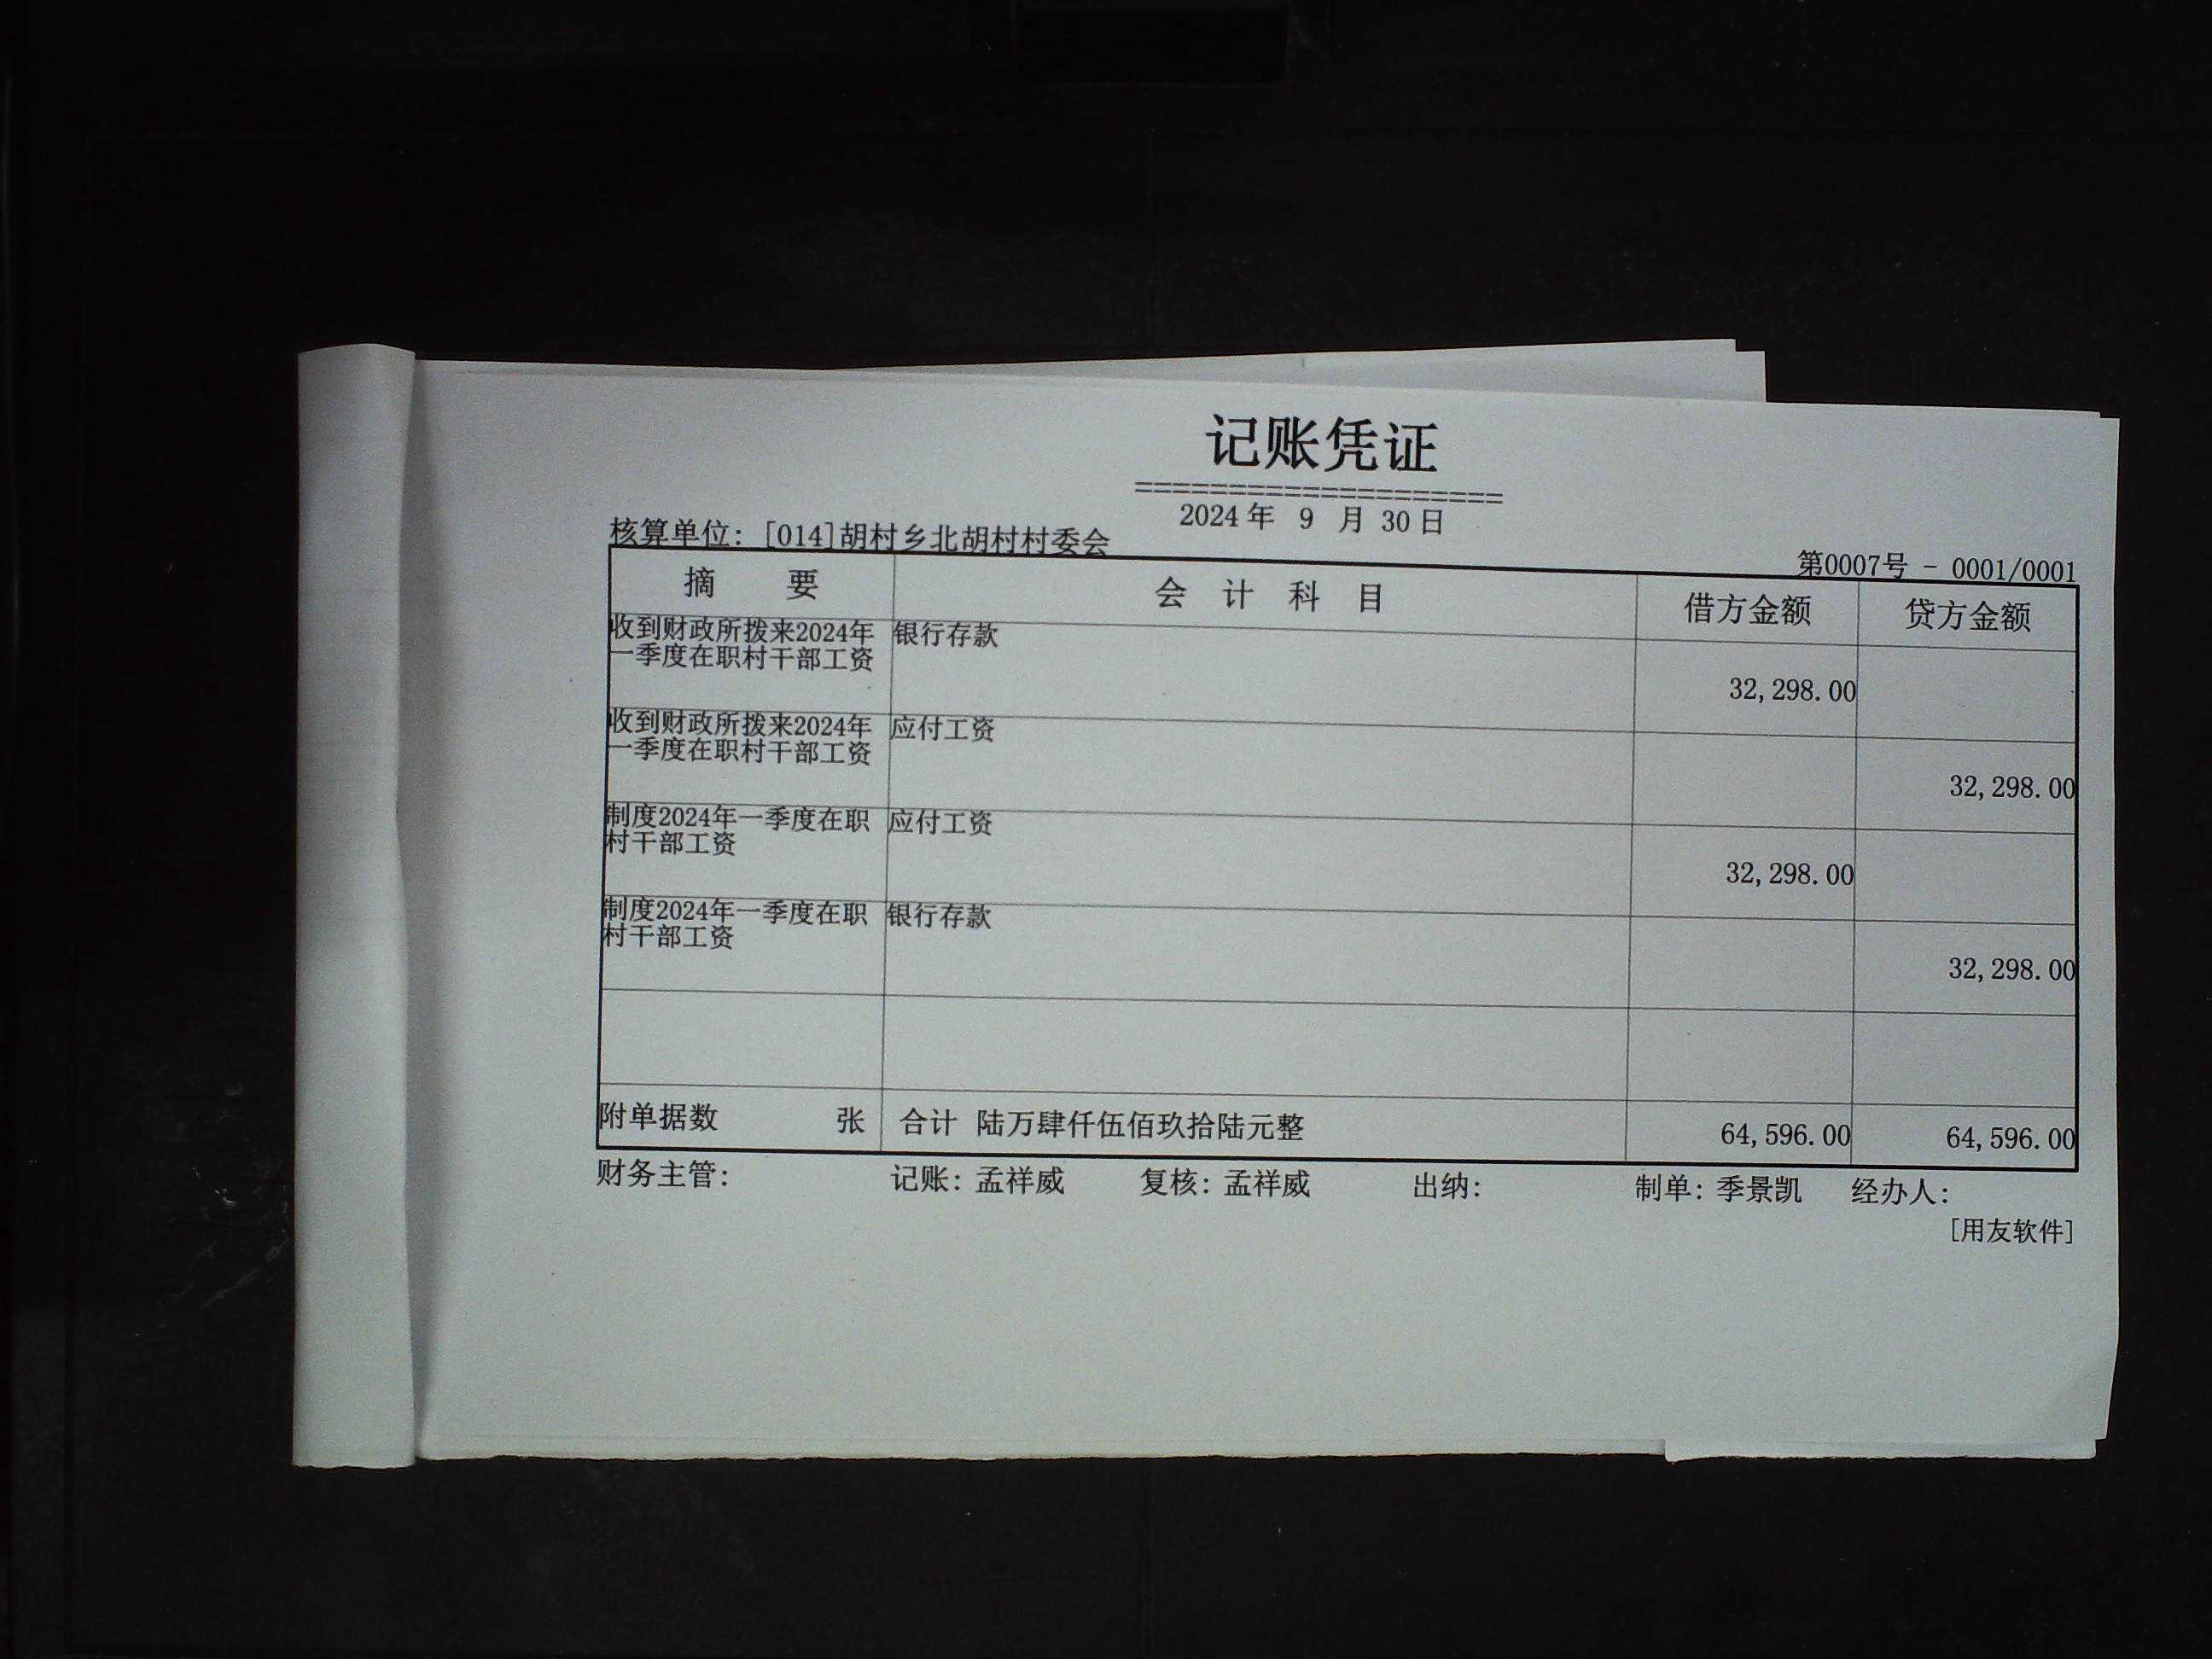 记账凭证
====================
2024 年 9 月 30 日
核算单位: [014]胡村乡北胡村村委会
第0007号 - 0001/0001
摘 要 会 计 科 目 借方金额 贷方金额
收到财政所拨来2024年 银行存款
一季度在职村干部工资
32,298.00
收到财政所拨来2024年 应付工资
一季度在职村干部工资
32,298.00
制度2024年一季度在职 应付工资
村干部工资
32,298.00
制度2024年一季度在职 银行存款
村干部工资
32,298.00
附单据数 张 合计 陆万肆仟伍佰玖拾陆元整 64,596.00 64,596.00
财务主管: 记账: 孟祥威 复核: 孟祥威 出纳: 制单: 季景凯 经办人:
[用友软件]